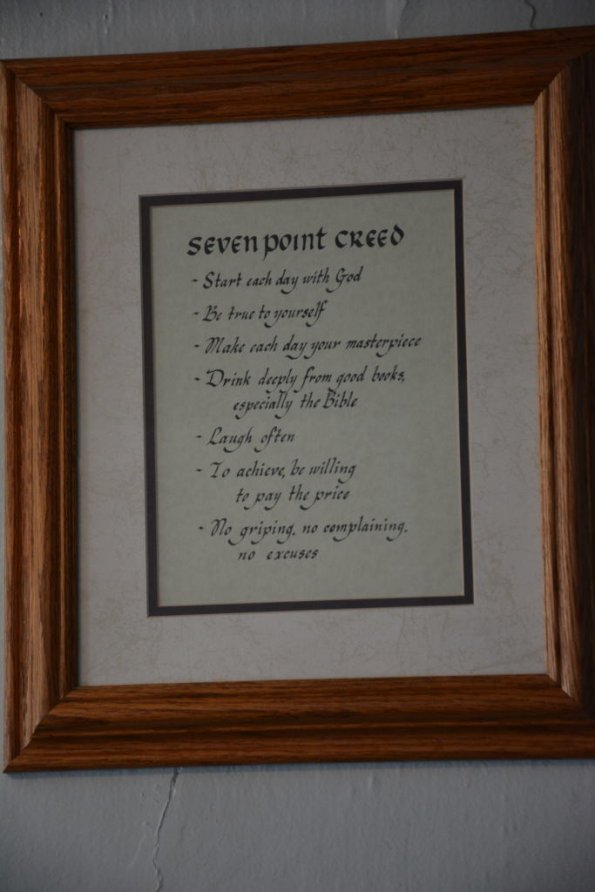 Seven Point Creed
- Start each day with God
- Be true to yourself
- Make each day your masterpiece
- Drink deeply from good books,
especially the Bible
- Laugh often
- To achieve, be willing
to pay the price
- No griping, no complaining,
no excuses